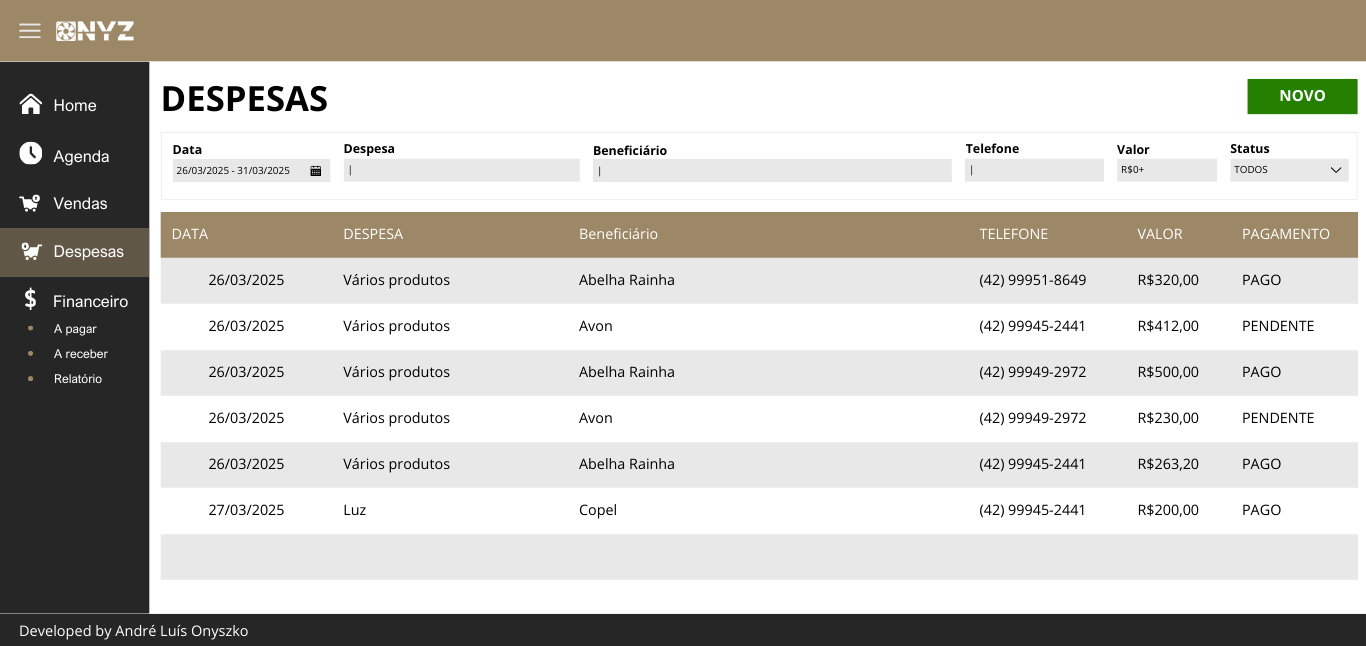 ONYZ
Home
Agenda
Vendas
Despesas
Financeiro
A pagar
A receber
Relatório
DESPESAS
NOVO
Data Despesa Beneficiário Telefone Valor Status
26/03/2025 - 31/03/2025 | | | R$0+ TODOS
DATA DESPESA Beneficiário TELEFONE VALOR PAGAMENTO
26/03/2025 Vários produtos Abelha Rainha (42) 99951-8649 R$320,00 PAGO
26/03/2025 Vários produtos Avon (42) 99945-2441 R$412,00 PENDENTE
26/03/2025 Vários produtos Abelha Rainha (42) 99949-2972 R$500,00 PAGO
26/03/2025 Vários produtos Avon (42) 99949-2972 R$230,00 PENDENTE
26/03/2025 Vários produtos Abelha Rainha (42) 99945-2441 R$263,20 PAGO
27/03/2025 Luz Copel (42) 99945-2441 R$200,00 PAGO
Developed by André Luís Onyszko